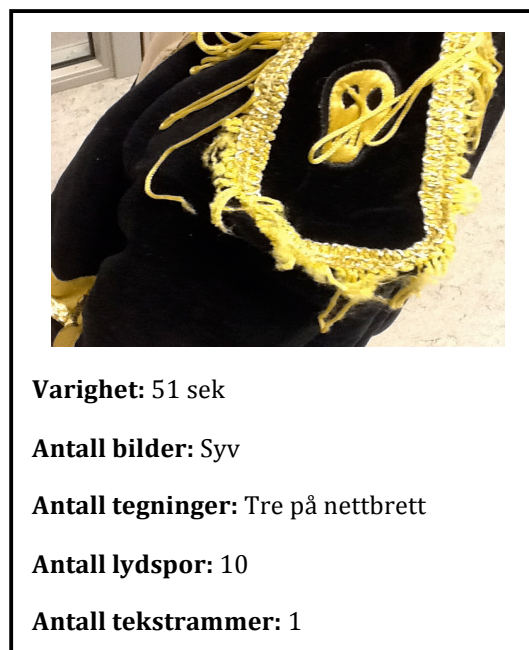 Varighet: 51 sek
Antall bilder: Syv
Antall tegninger: Tre på nettbrett
Antall lydspor: 10
Antall tekstrammer: 1